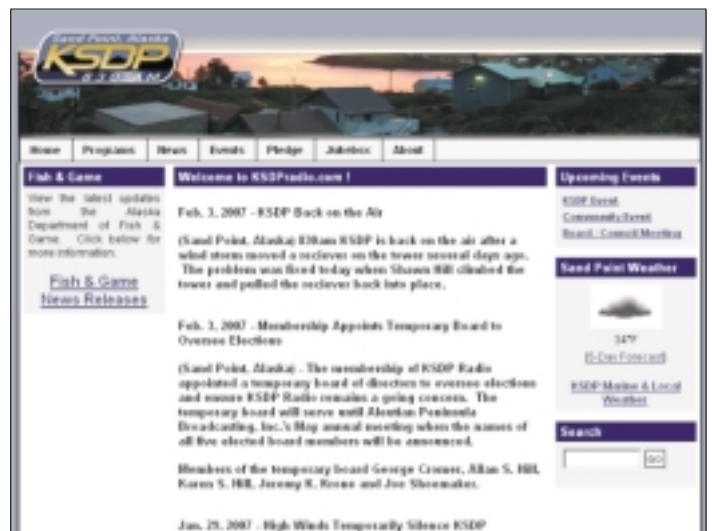 Sand Point, Alaska
KSDP
830 AM
Home Programs News Events Pledge Jukebox About
Fish & Game
View the latest updates
from the Alaska
Department of Fish &
Game. Click below for
more information.
Fish & Game
News Releases
Welcome to KSDPradio.com !
Feb. 3, 2007 - KSDP Back on the Air
(Sand Point, Alaska) 830am KSDP is back on the air after a
wind storm moved a reciever on the tower several days ago.
The problem was fixed today when Shawn Hill climbed the
tower and pulled the reciever back into place.
Feb. 3, 2007 - Membership Appoints Temporary Board to
Oversee Elections
(Sand Point, Alaska) - The membership of KSDP Radio
appointed a temporary board of directors to oversee elections
and ensure KSDP Radio remains a going concern. The
temporary board will serve until Aleutian Peninsula
Broadcasting, Inc.'s May annual meeting when the names of
all five elected board members will be announced.
Members of the temporary board George Cromer, Allan S. Hill,
Karen S. Hill, Jeremy K. Krone and Joe Shoemaker.
Jan. 29, 2007 - High Winds Temporarily Silence KSDP
Upcoming Events
KSDP Event
Community Event
Board / Council Meeting
Sand Point Weather
34°F
(5-Day Forecast)
KSDP Marine & Local
Weather
Search
GO